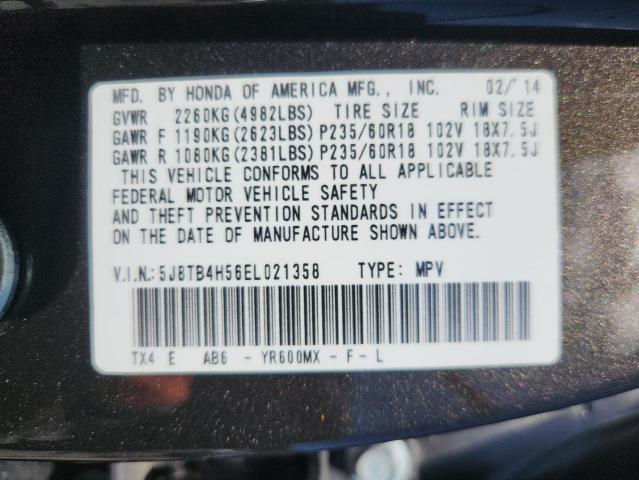 MFD. BY HONDA OF AMERICA MFG., INC. 02/'14
GVWR 2260KG(4982LBS) TIRE SIZE RIM SIZE
GAWR F 1190KG(2623LBS) P235/60R18 102V 18X7.5J
GAWR R 1080KG(2381LBS) P235/60R18 102V 18X7.5J
THIS VEHICLE CONFORMS TO ALL APPLICABLE
FEDERAL MOTOR VEHICLE SAFETY
AND THEFT PREVENTION STANDARDS IN EFFECT
ON THE DATE OF MANUFACTURE SHOWN ABOVE.
V.I.N.:5J8TB4H56EL021358 TYPE: MPV
TX4 E AB6 - YR600MX - F - L